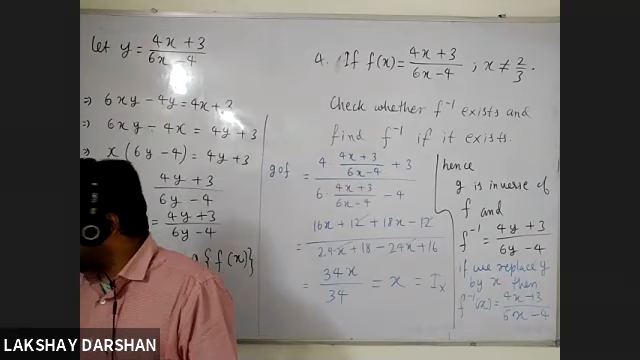 let y = 4x + 3 / 6x - 4
=> 6xy - 4y = 4x + 3
=> 6xy - 4x = 4y + 3
=> x(6y - 4) = 4y + 3
4y + 3 / 6y - 4
= 4y + 3 / 6y - 4
{f(x)}
4. If f(x) = 4x + 3 / 6x - 4 ; x ≠ 2/3.
Check whether f⁻¹ exists and
find f⁻¹ if it exists.
gof = 4 · 4x + 3 / 6x - 4 + 3 / 6 · 4x + 3 / 6x - 4 - 4
= 16x + 12 + 18x - 12 / 24x + 18 - 24x + 16
= 34x / 34 = x = Iₓ
hence
g is inverse of
f and
f⁻¹ = 4y + 3 / 6y - 4
if we replace y
by x then
f⁻¹(x) = 4x + 3 / 6x - 4
LAKSHAY DARSHAN